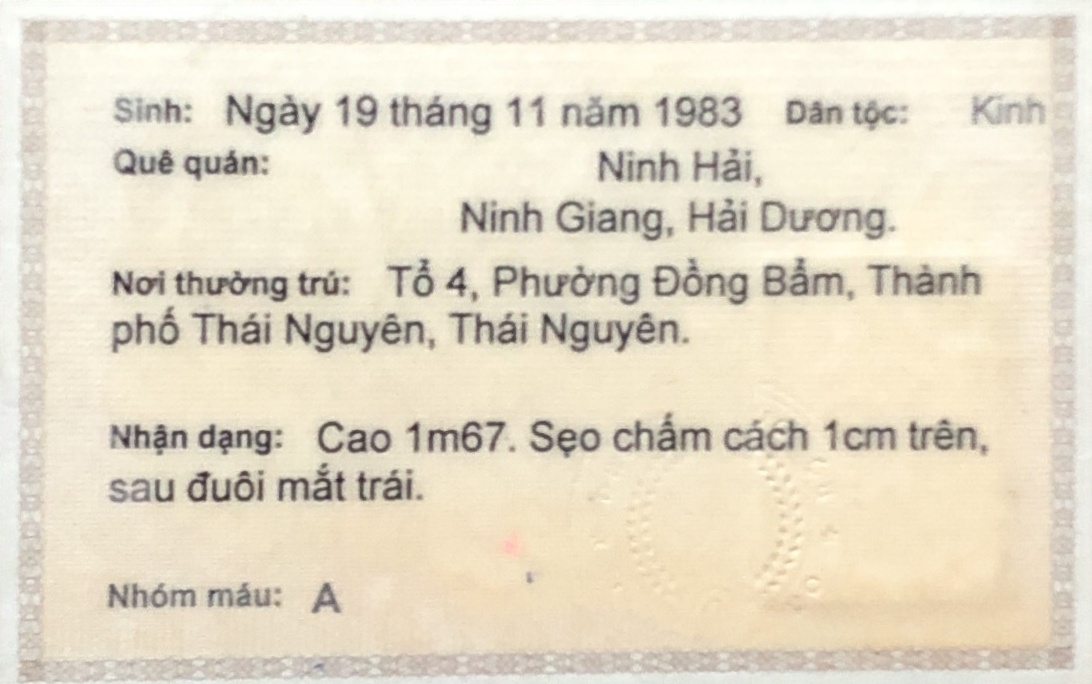 Sinh: Ngày 19 tháng 11 năm 1983 Dân tộc: Kinh
Quê quán: Ninh Hải,
Ninh Giang, Hải Dương.
Nơi thường trú: Tổ 4, Phường Đồng Bẩm, Thành
phố Thái Nguyên, Thái Nguyên.
Nhận dạng: Cao 1m67. Sẹo chấm cách 1cm trên,
sau đuôi mắt trái.
Nhóm máu: A